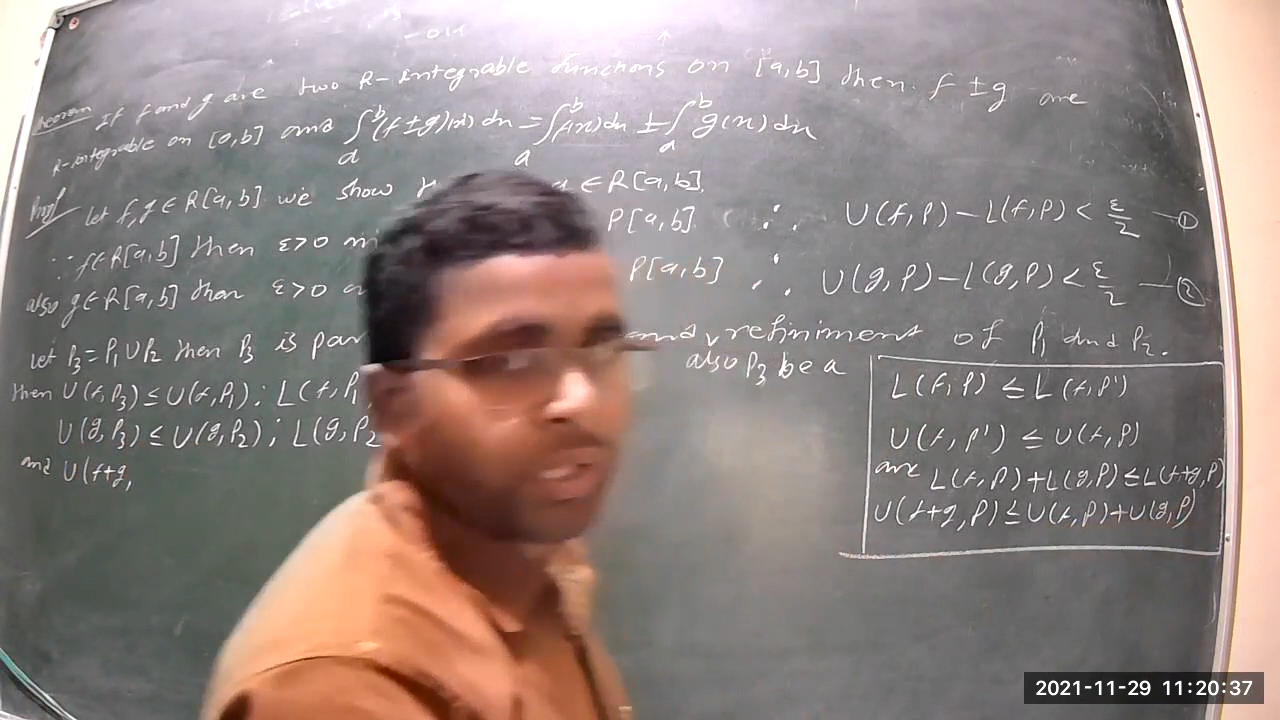 Theorem If f and g are two R-integrable functions on [a,b] then f ± g are
R-integrable on [a,b] and ∫_a^b (f±g)(x) dx = ∫_a^b f(x) dx ± ∫_a^b g(x) dx
Proof let f,g ∈ R[a,b]. we show ∈ R[a,b].
∵ f∈R[a,b] then ε>0 P[a,b]. ∴ U(f,P) – L(f,P) < ε/2 —①
also g∈R[a,b] then ε>0 P[a,b] ∴ U(g,P) – L(g,P) < ε/2 —②
Let P₃ = P₁ ∪ P₂ then P₃ is and refiniment of P₁ and P₂.
also P₃ be a
then U(f,P₃) ≤ U(f,P₁) ; L(f,P₁
U(g,P₃) ≤ U(g,P₂) ; L(g,P₂
and U(f+g,
L(f,P) ≤ L(f,P')
U(f,P') ≤ U(f,P)
and L(f,P)+L(g,P) ≤ L(f+g,P)
U(f+g,P) ≤ U(f,P)+U(g,P)
2021-11-29 11:20:37